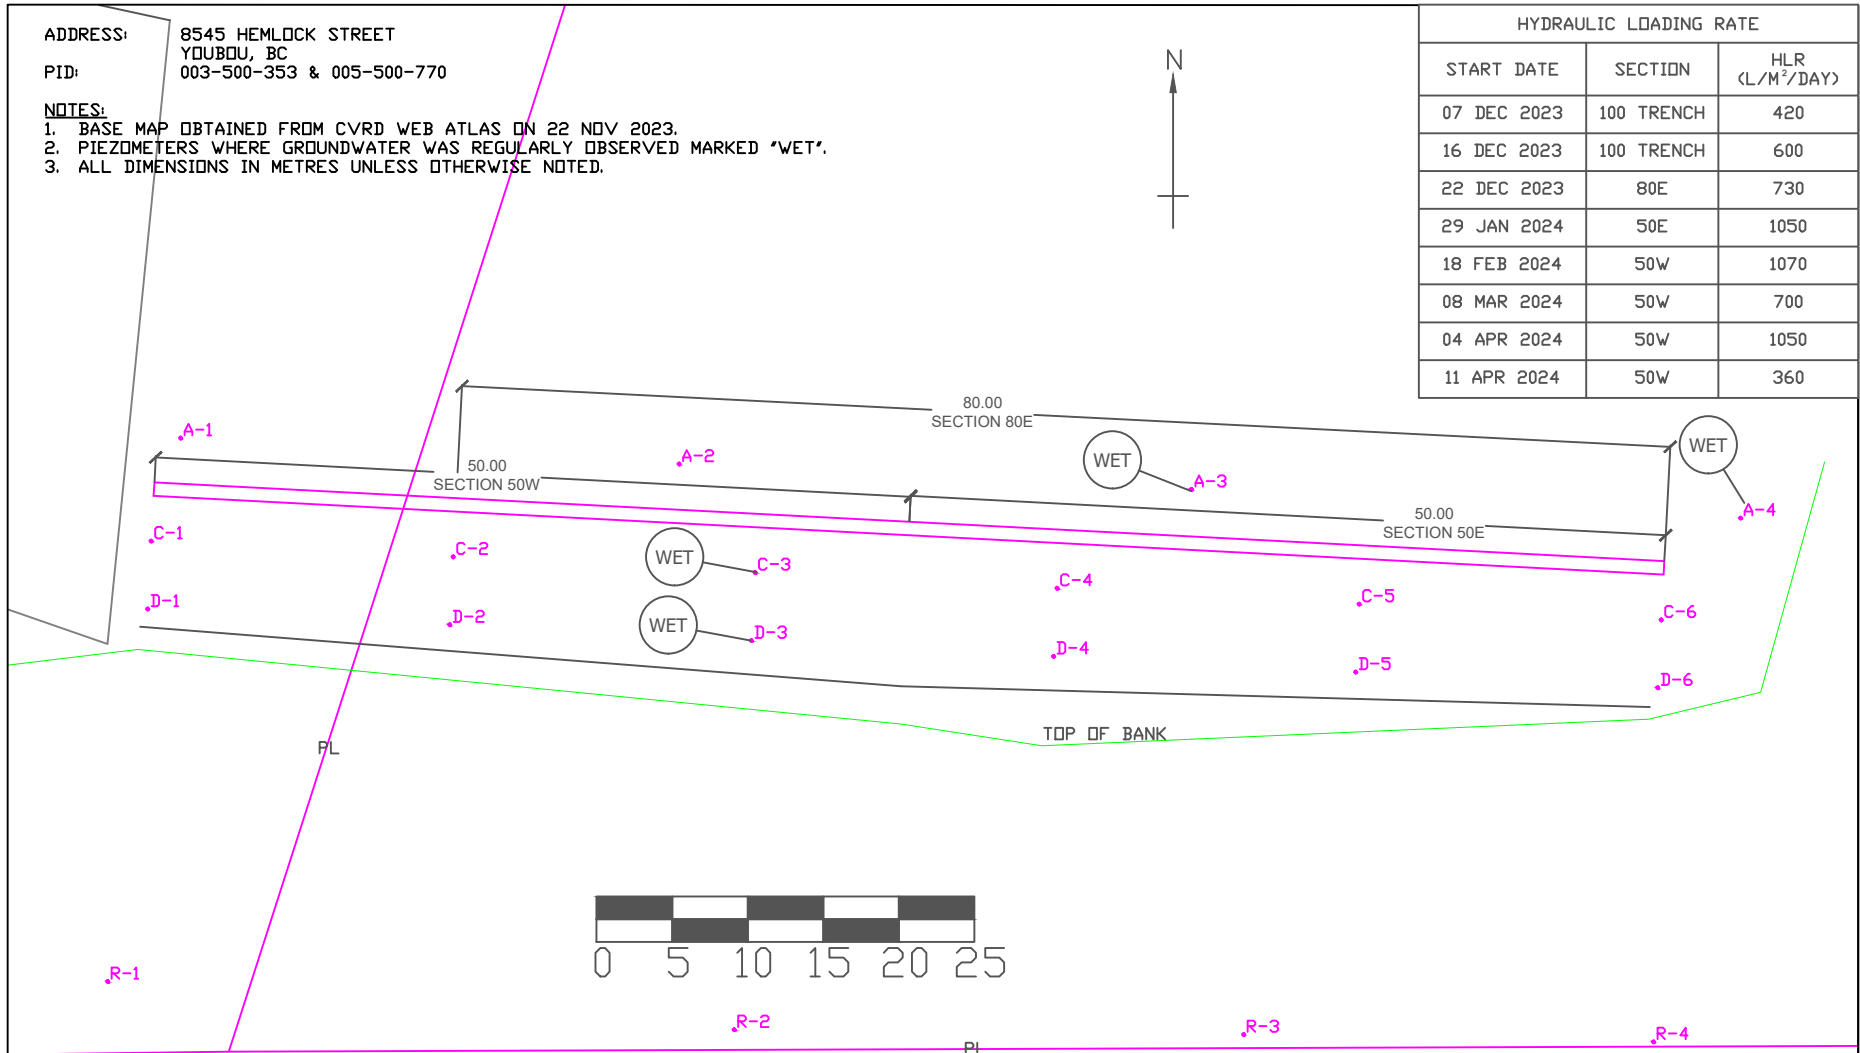 ADDRESS: 8545 HEMLOCK STREET
YOUBOU, BC
PID: 003-500-353 & 005-500-770
NOTES:
1. BASE MAP OBTAINED FROM CVRD WEB ATLAS ON 22 NOV 2023.
2. PIEZOMETERS WHERE GROUNDWATER WAS REGULARLY OBSERVED MARKED "WET".
3. ALL DIMENSIONS IN METRES UNLESS OTHERWISE NOTED.
N
HYDRAULIC LOADING RATE
START DATE SECTION HLR (L/M²/DAY)
07 DEC 2023 100 TRENCH 420
16 DEC 2023 100 TRENCH 600
22 DEC 2023 80E 730
29 JAN 2024 50E 1050
18 FEB 2024 50W 1070
08 MAR 2024 50W 700
04 APR 2024 50W 1050
11 APR 2024 50W 360
80.00
SECTION 80E
A-1
A-2
WET
A-3
WET
A-4
50.00
SECTION 50W
50.00
SECTION 50E
C-1
C-2
WET
C-3
C-4
C-5
C-6
D-1
D-2
WET
D-3
D-4
D-5
D-6
PL
TOP OF BANK
0 5 10 15 20 25
R-1
R-2
R-3
R-4
PL